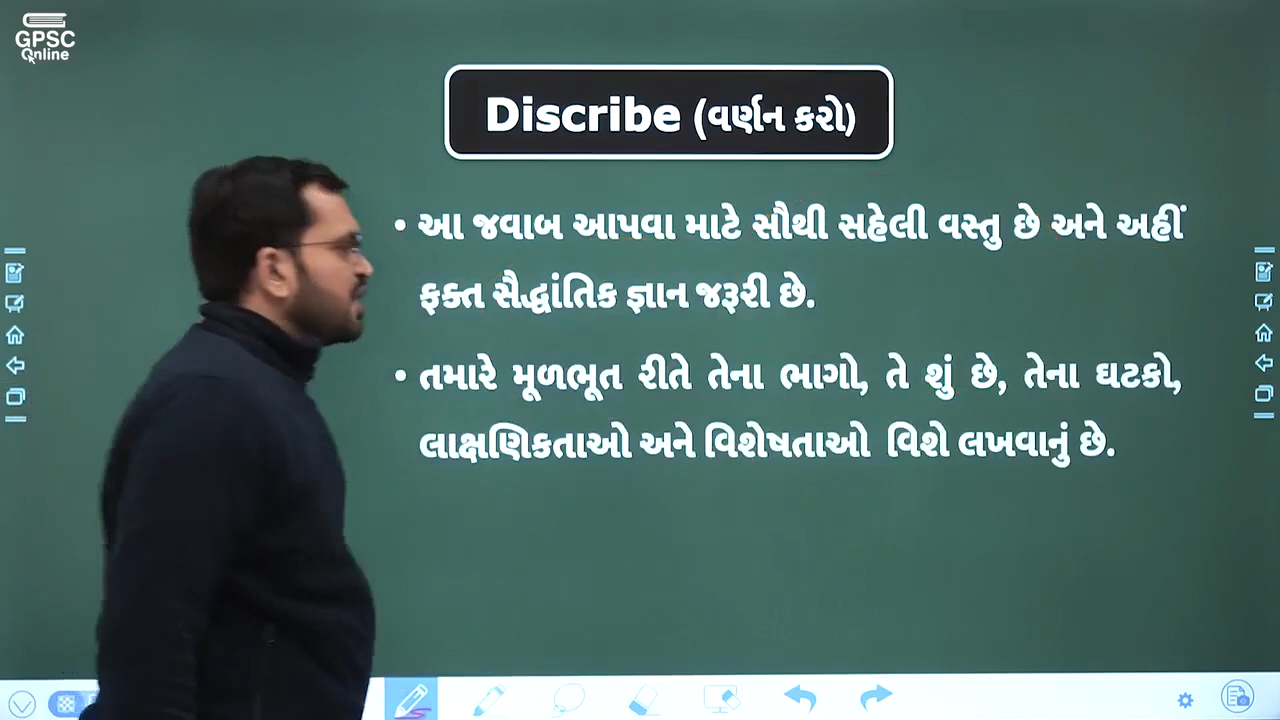 GPSC
Online
Discribe (વર્ણન કરો)
• આ જવાબ આપવા માટે સૌથી સહેલી વસ્તુ છે અને અહીં
ફક્ત સૈદ્ધાંતિક જ્ઞાન જરૂરી છે.
• તમારે મૂળભૂત રીતે તેના ભાગો, તે શું છે, તેના ઘટકો,
લાક્ષણિકતાઓ અને વિશેષતાઓ વિશે લખવાનું છે.